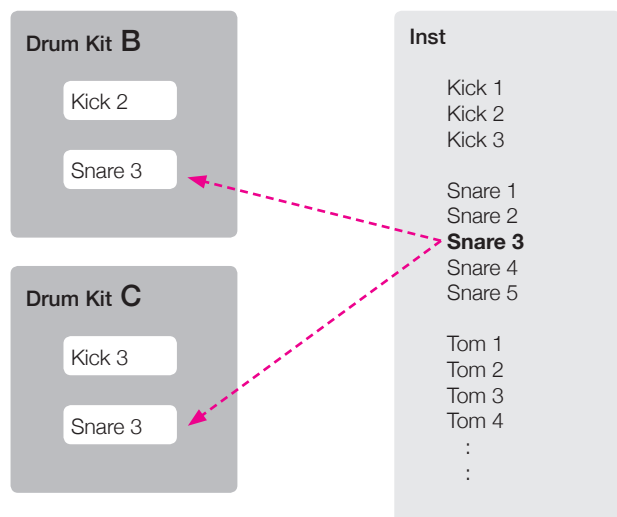 Drum Kit B
Kick 2
Snare 3
Drum Kit C
Kick 3
Snare 3
Inst
Kick 1
Kick 2
Kick 3
Snare 1
Snare 2
Snare 3
Snare 4
Snare 5
Tom 1
Tom 2
Tom 3
Tom 4
:
: